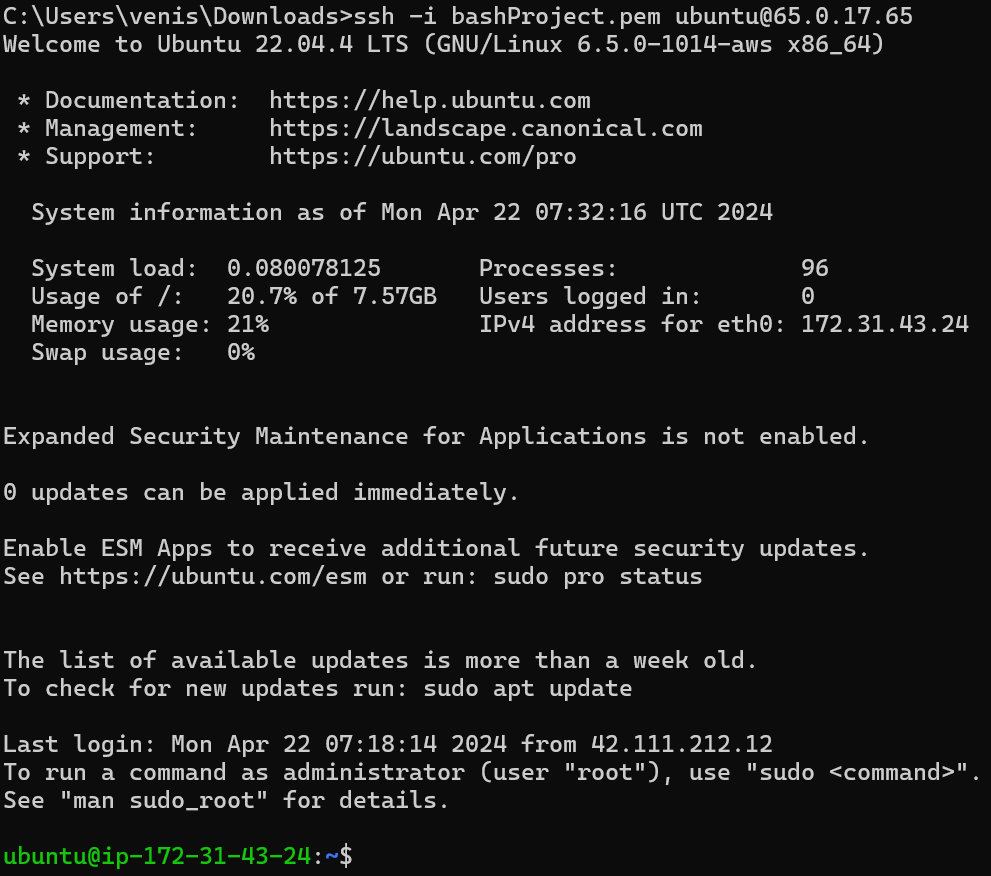 C:\Users\venis\Downloads>ssh -i bashProject.pem ubuntu@65.0.17.65
Welcome to Ubuntu 22.04.4 LTS (GNU/Linux 6.5.0-1014-aws x86_64)

 * Documentation:  https://help.ubuntu.com
 * Management:     https://landscape.canonical.com
 * Support:        https://ubuntu.com/pro

  System information as of Mon Apr 22 07:32:16 UTC 2024

  System load:  0.080078125       Processes:             96
  Usage of /:   20.7% of 7.57GB   Users logged in:       0
  Memory usage: 21%               IPv4 address for eth0: 172.31.43.24
  Swap usage:   0%


Expanded Security Maintenance for Applications is not enabled.

0 updates can be applied immediately.

Enable ESM Apps to receive additional future security updates.
See https://ubuntu.com/esm or run: sudo pro status


The list of available updates is more than a week old.
To check for new updates run: sudo apt update

Last login: Mon Apr 22 07:18:14 2024 from 42.111.212.12
To run a command as administrator (user "root"), use "sudo <command>".
See "man sudo_root" for details.

ubuntu@ip-172-31-43-24:~$